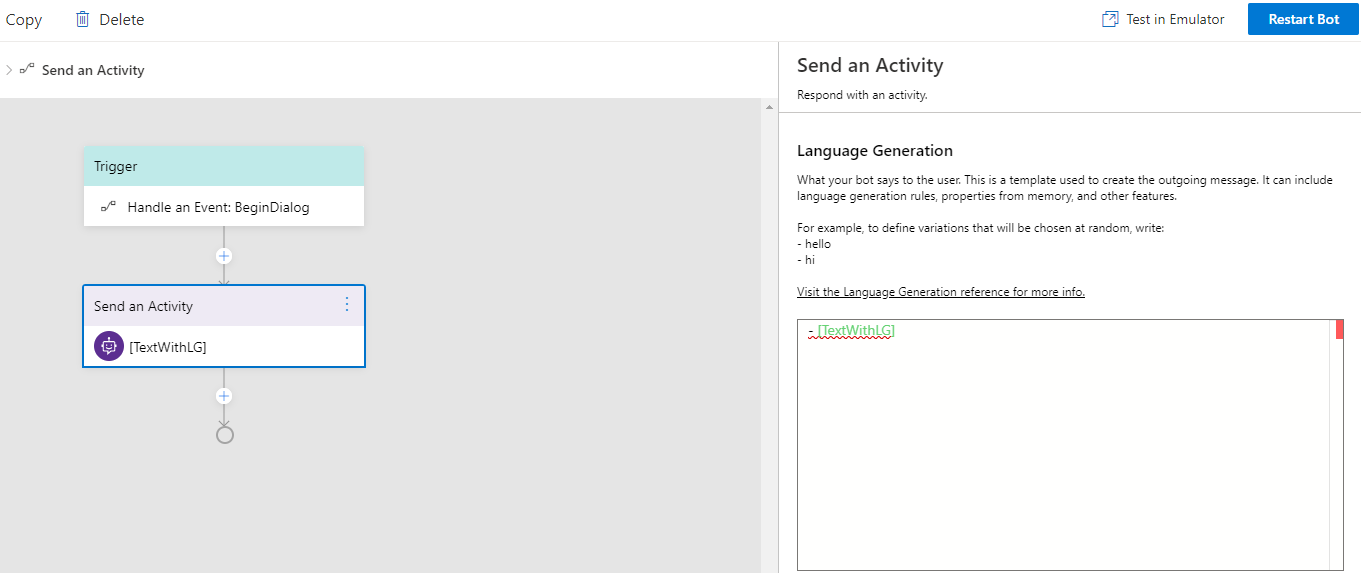 Copy
Delete
Test in Emulator
Restart Bot
Send an Activity
Trigger
Handle an Event: BeginDialog
Send an Activity
[TextWithLG]
Send an Activity
Respond with an activity.
Language Generation
What your bot says to the user. This is a template used to create the outgoing message. It can include
language generation rules, properties from memory, and other features.
For example, to define variations that will be chosen at random, write:
- hello
- hi
Visit the Language Generation reference for more info.
- [TextWithLG]